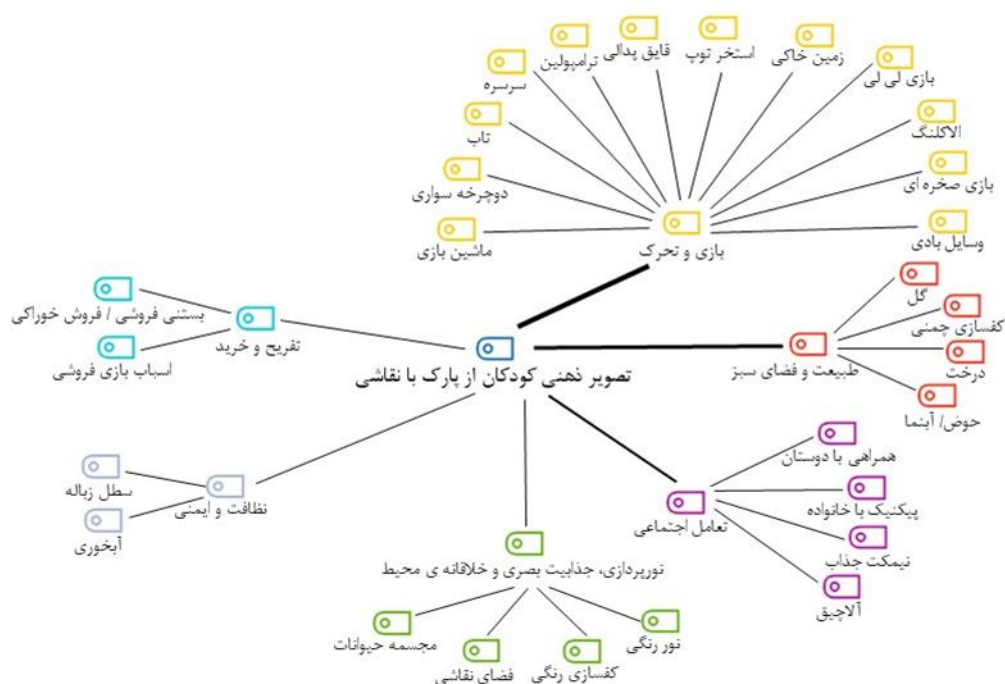 قایق پدالی
استخر توپ
زمین خاکی
ترامپولین
بازی لی لی
سرسره
الاکلنگ
تاب
بازی صخره ای
دوچرخه سواری
وسایل بادی
بازی و تحرک
ماشین بازی
گل
بستنی فروشی / فروش خوراکی
کفسازی چمنی
تفریح و خرید
طبیعت و فضای سبز
درخت
اسباب بازی فروشی
تصویر ذهنی کودکان از پارک با نقاشی
حوض/ آبنما
همراهی با دوستان
سطل زباله
پیکنیک با خانواده
نظافت و ایمنی
تعامل اجتماعی
آبخوری
نیمکت جذاب
نورپردازی، جذابیت بصری و خلاقانه ی محیط
آلاچیق
نور رنگی
مجسمه حیوانات
فضای نقاشی
کفسازی رنگی